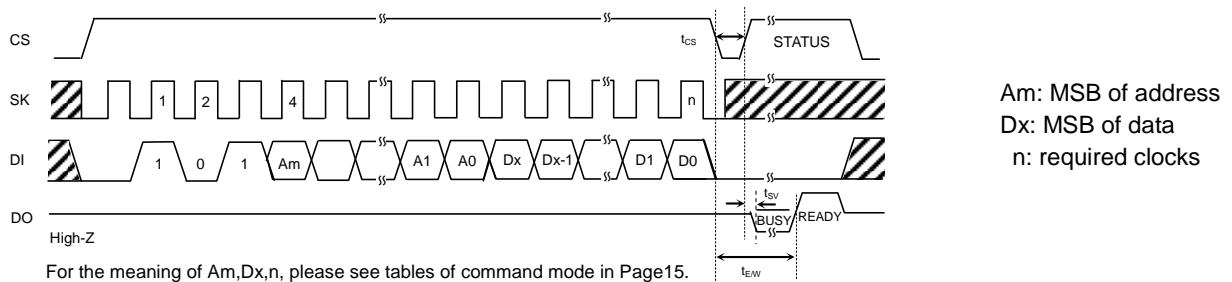 CS
tCS
STATUS
SK
1 2 4 n
DI
1 0 1 Am A1 A0 Dx Dx-1 D1 D0
tSV
DO
BUSY READY
High-Z
tE/W
For the meaning of Am,Dx,n, please see tables of command mode in Page15.
Am: MSB of address
Dx: MSB of data
n: required clocks